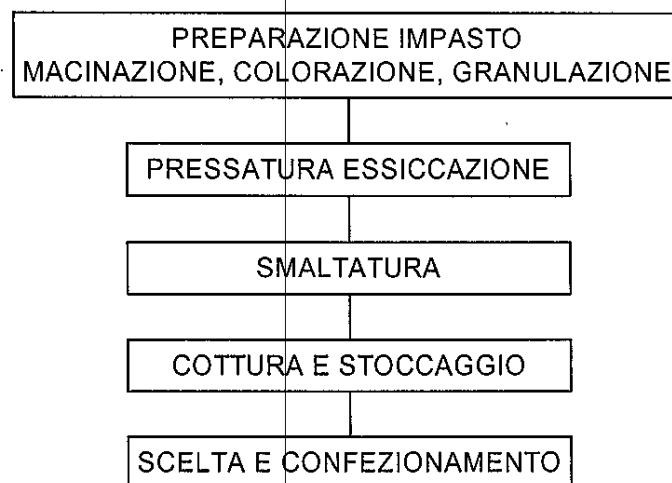 PREPARAZIONE IMPASTO
MACINAZIONE, COLORAZIONE, GRANULAZIONE
PRESSATURA ESSICCAZIONE
SMALTATURA
COTTURA E STOCCAGGIO
SCELTA E CONFEZIONAMENTO